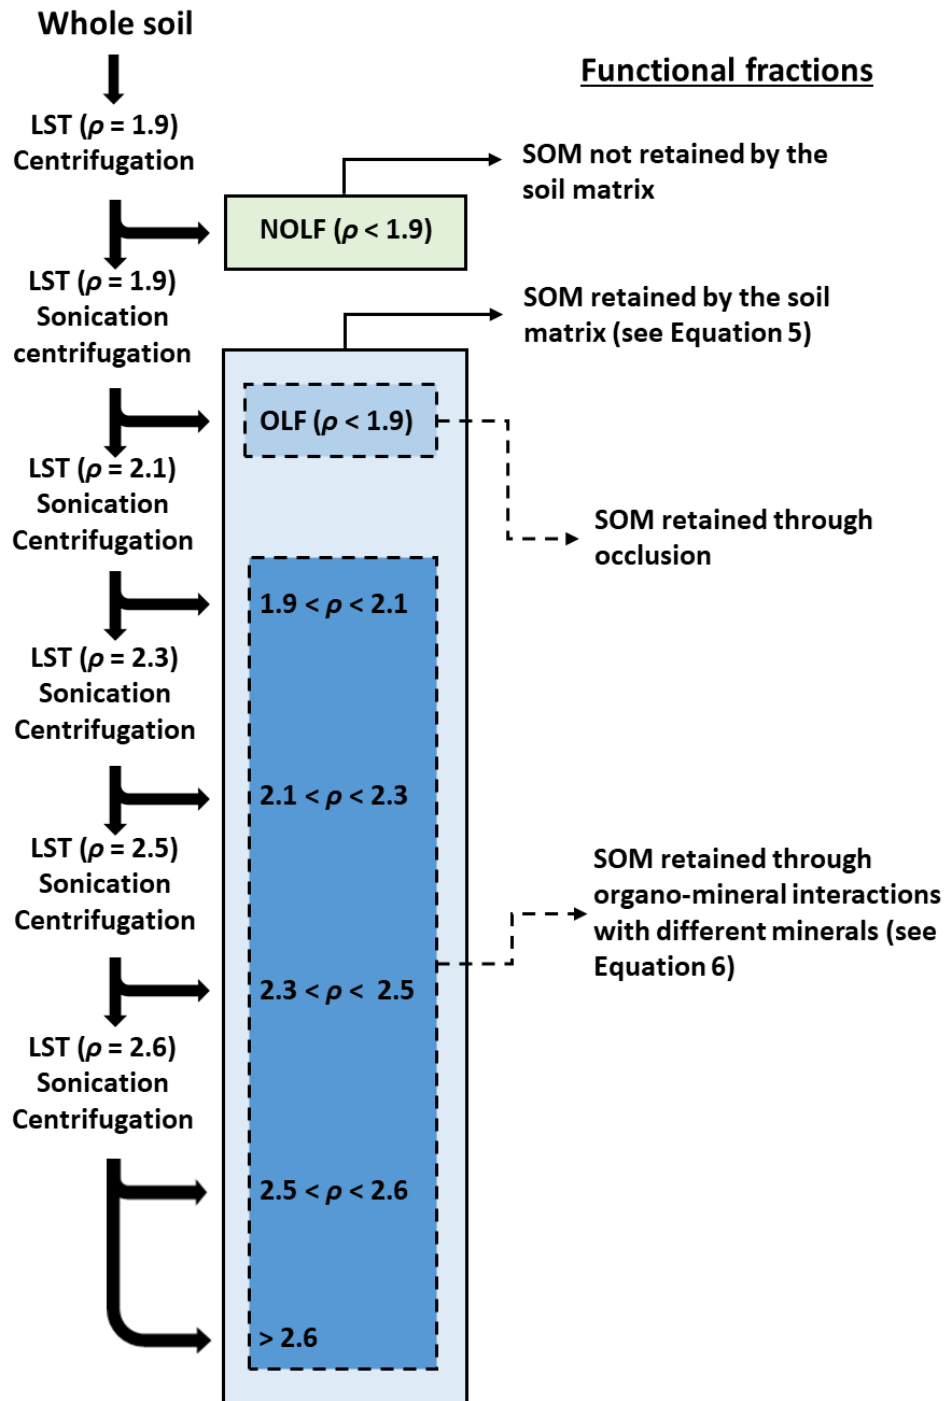 Whole soil
Functional fractions
LST (ρ = 1.9)
Centrifugation
SOM not retained by the
soil matrix
NOLF (ρ < 1.9)
LST (ρ = 1.9)
Sonication
centrifugation
SOM retained by the soil
matrix (see Equation 5)
OLF (ρ < 1.9)
LST (ρ = 2.1)
Sonication
Centrifugation
SOM retained through
occlusion
1.9 < ρ < 2.1
LST (ρ = 2.3)
Sonication
Centrifugation
2.1 < ρ < 2.3
LST (ρ = 2.5)
Sonication
Centrifugation
SOM retained through
organo-mineral interactions
with different minerals (see
Equation 6)
2.3 < ρ <  2.5
LST (ρ = 2.6)
Sonication
Centrifugation
2.5 < ρ < 2.6
> 2.6